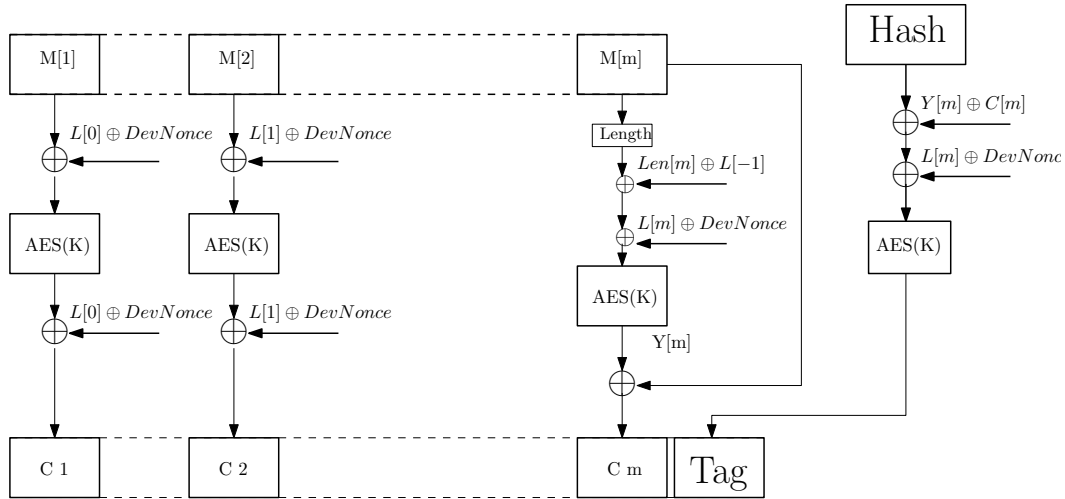 M[1]
M[2]
M[m]
Hash
L[0] ⊕ DevNonce
L[1] ⊕ DevNonce
Length
Y[m] ⊕ C[m]
Len[m] ⊕ L[−1]
L[m] ⊕ DevNonc
L[m] ⊕ DevNonce
AES(K)
AES(K)
AES(K)
AES(K)
L[0] ⊕ DevNonce
L[1] ⊕ DevNonce
Y[m]
C 1
C 2
C m
Tag